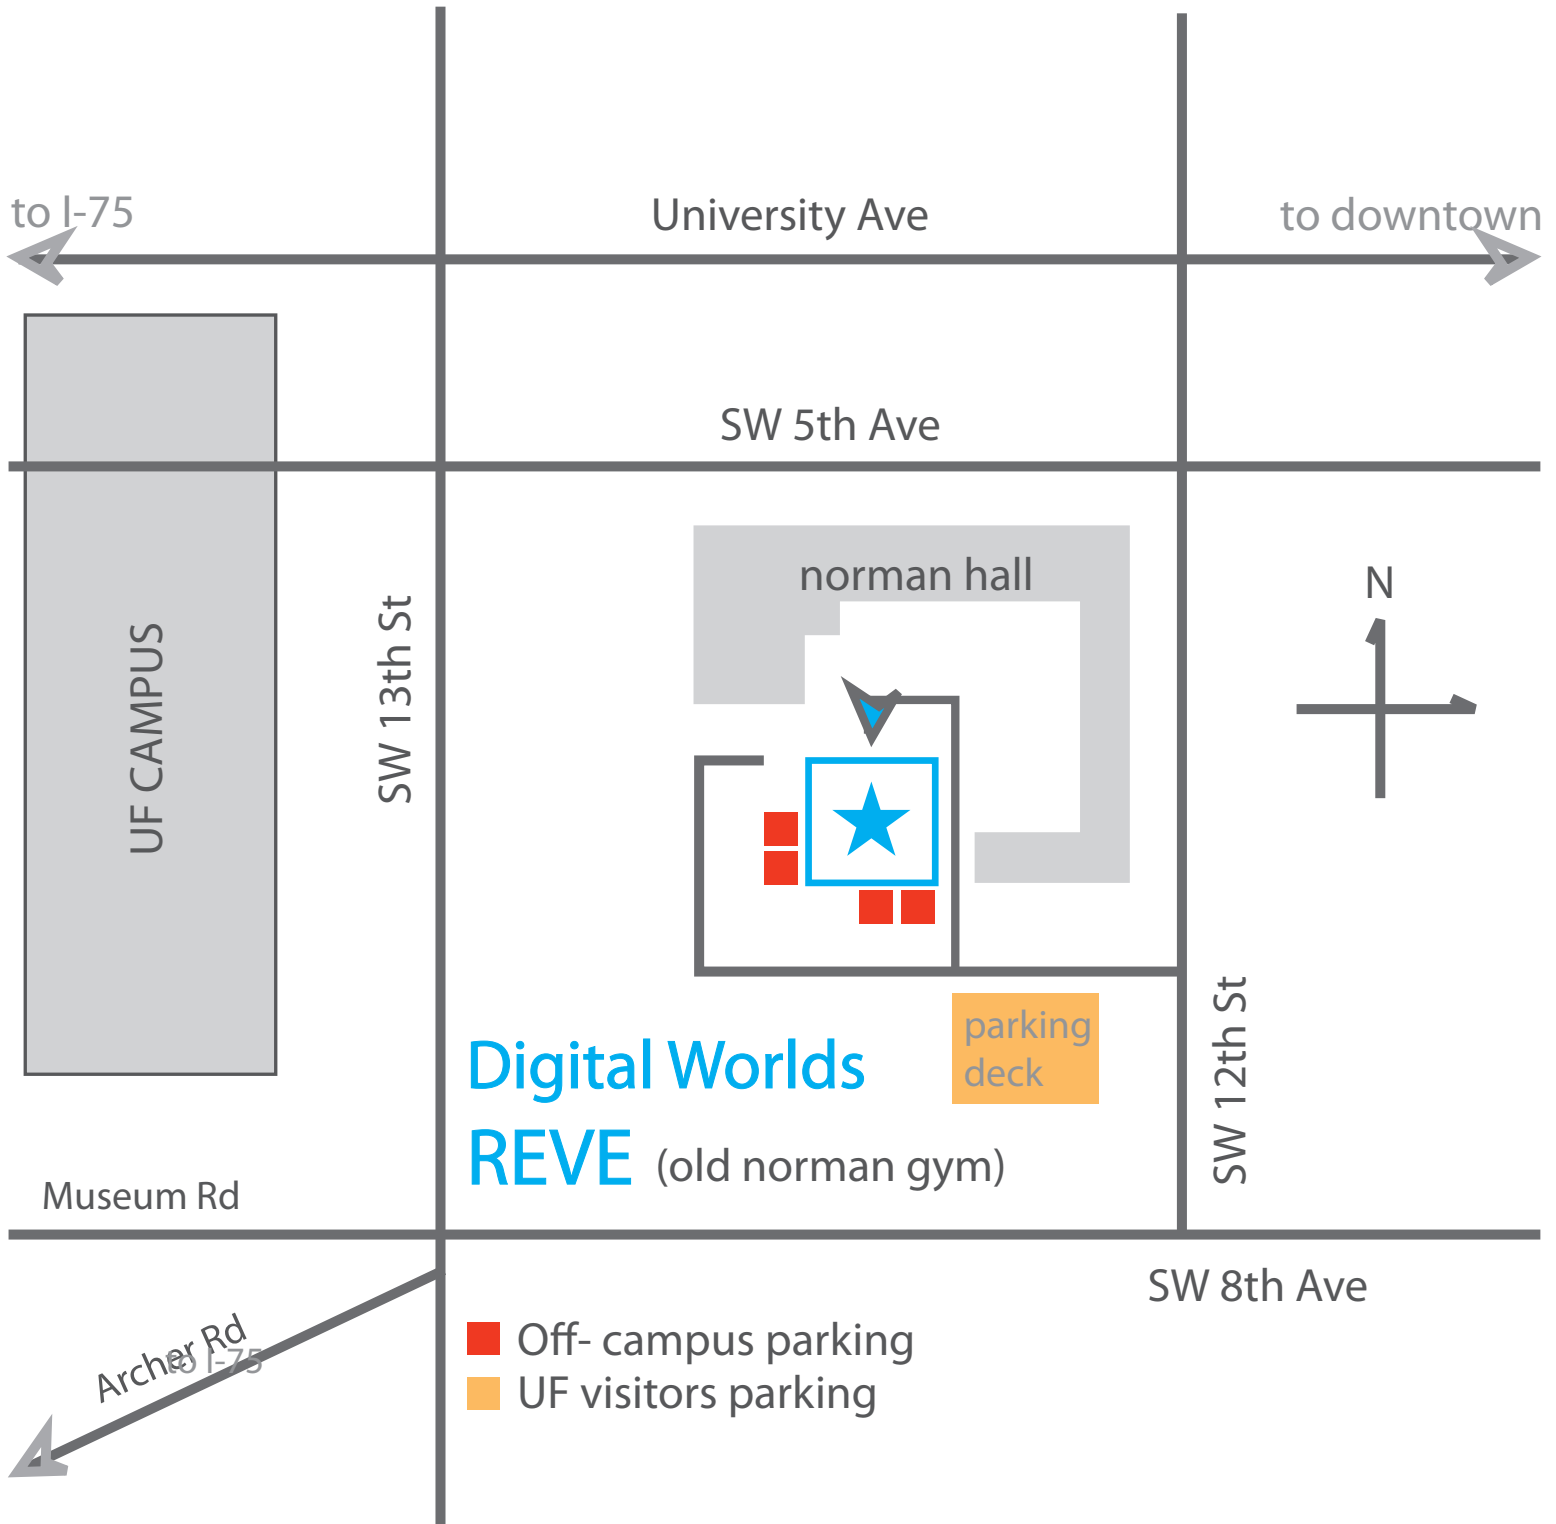 to I-75
University Ave
to downtown
SW 5th Ave
norman hall
N
UF CAMPUS
SW 13th St
parking
deck
SW 12th St
Digital Worlds
REVE (old norman gym)
Museum Rd
SW 8th Ave
Archer Rd
to I-75
Off- campus parking
UF visitors parking